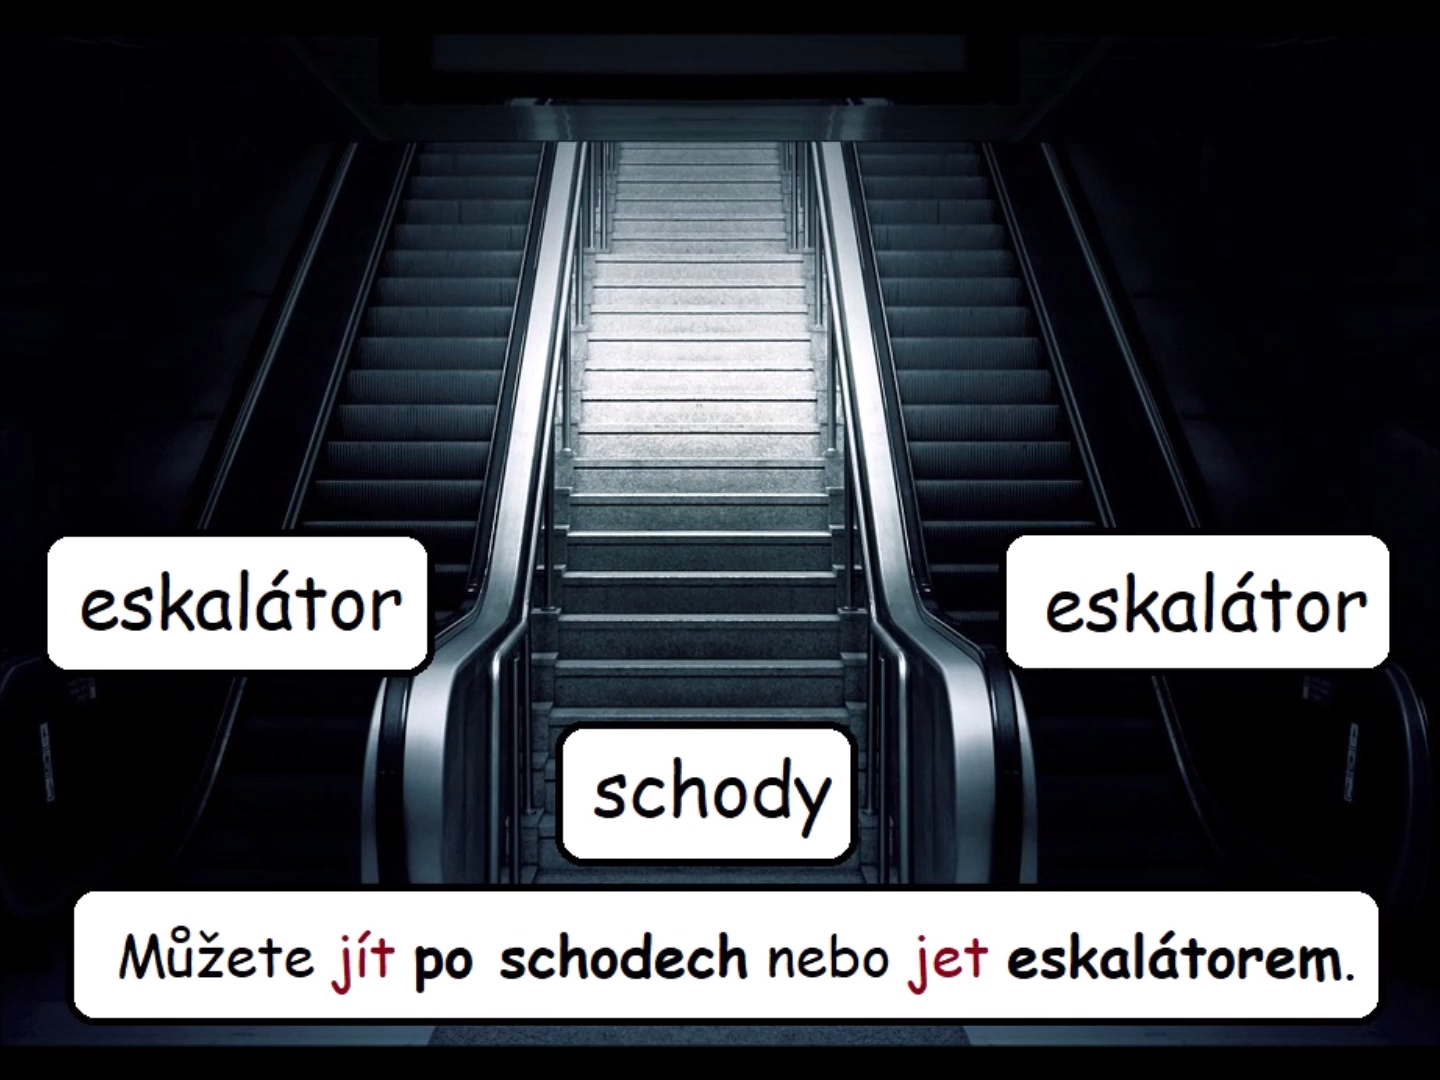 eskalátor
eskalátor
schody
Můžete jít po schodech nebo jet eskalátorem.